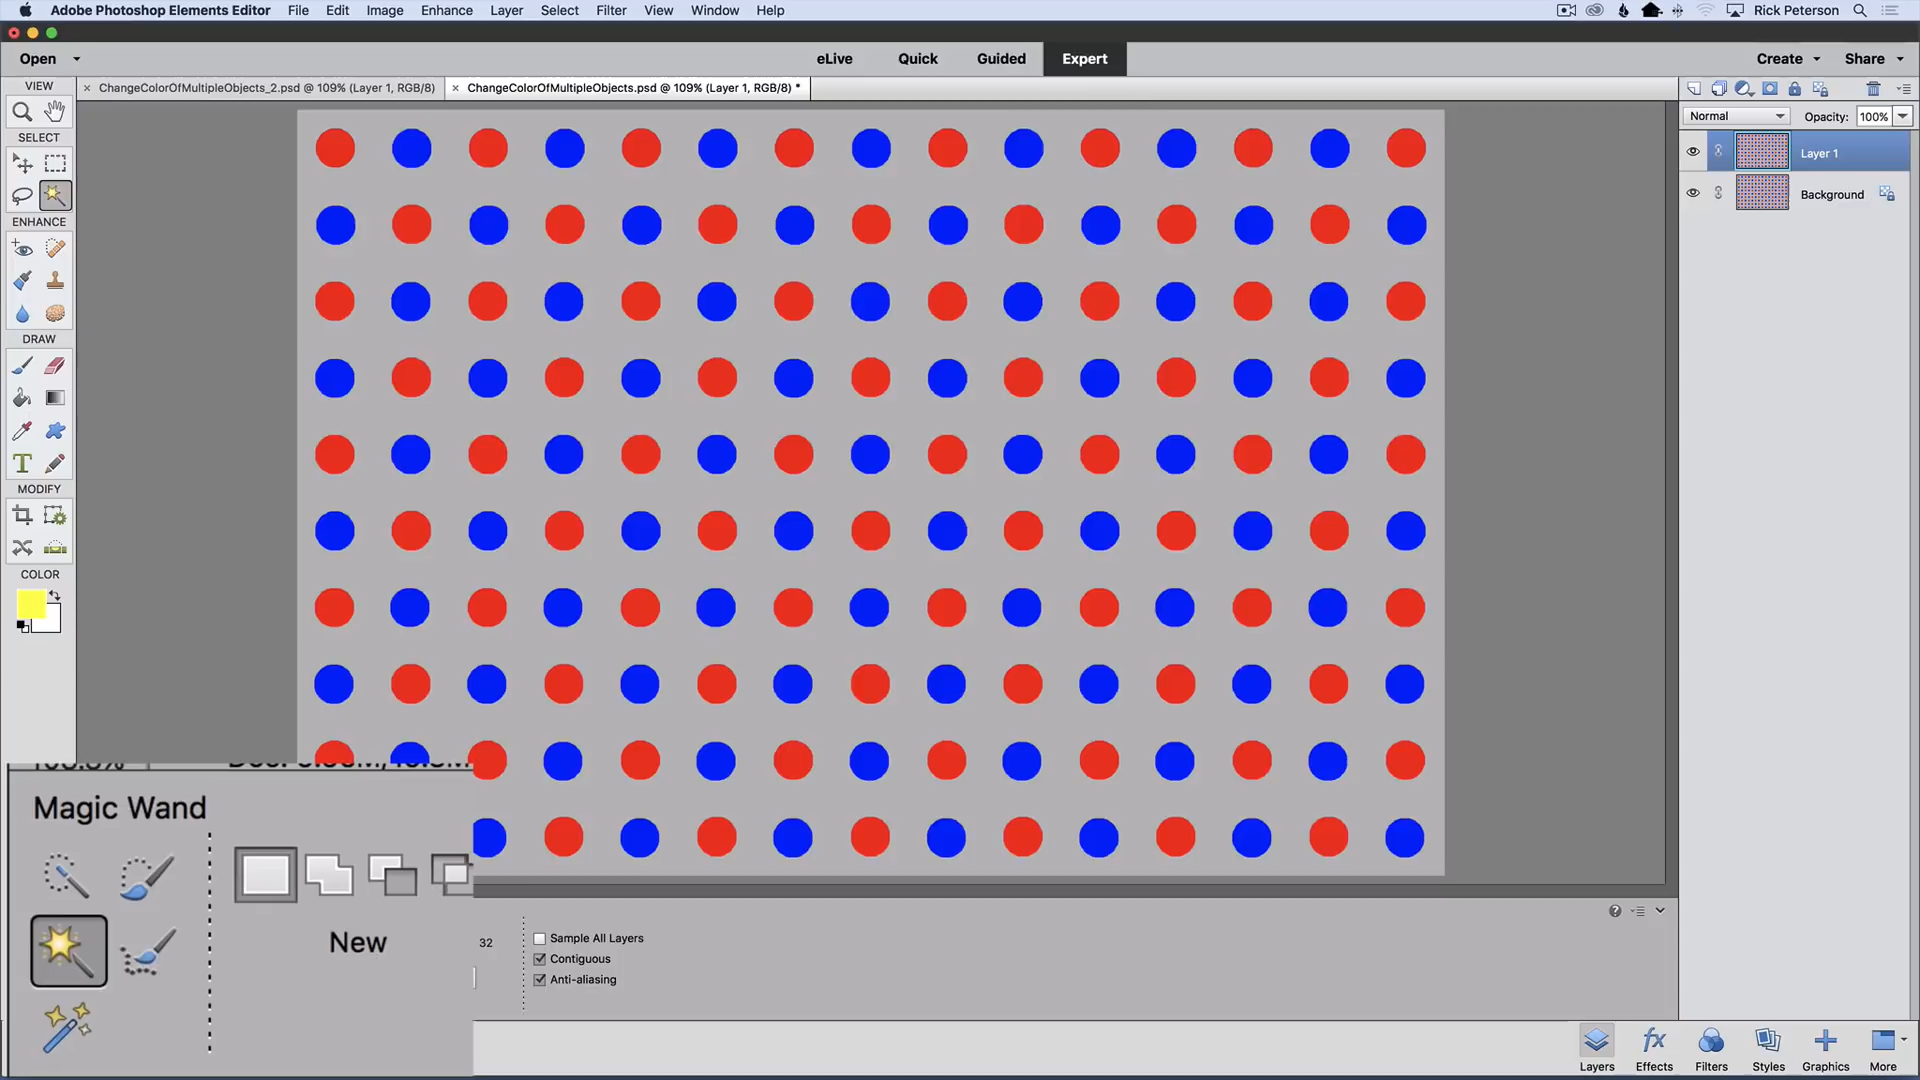 Adobe Photoshop Elements Editor File Edit Image Enhance Layer Select Filter View Window Help Rick Peterson
Open eLive Quick Guided Expert Create Share
VIEW
× ChangeColorOfMultipleObjects_2.psd @ 109% (Layer 1, RGB/8) × ChangeColorOfMultipleObjects.psd @ 109% (Layer 1, RGB/8) *
Normal Opacity: 100%
SELECT
Layer 1
Background
ENHANCE
DRAW
T
MODIFY
COLOR
Magic Wand
New
32
Sample All Layers
Contiguous
Anti-aliasing
fx
Layers Effects Filters Styles Graphics More